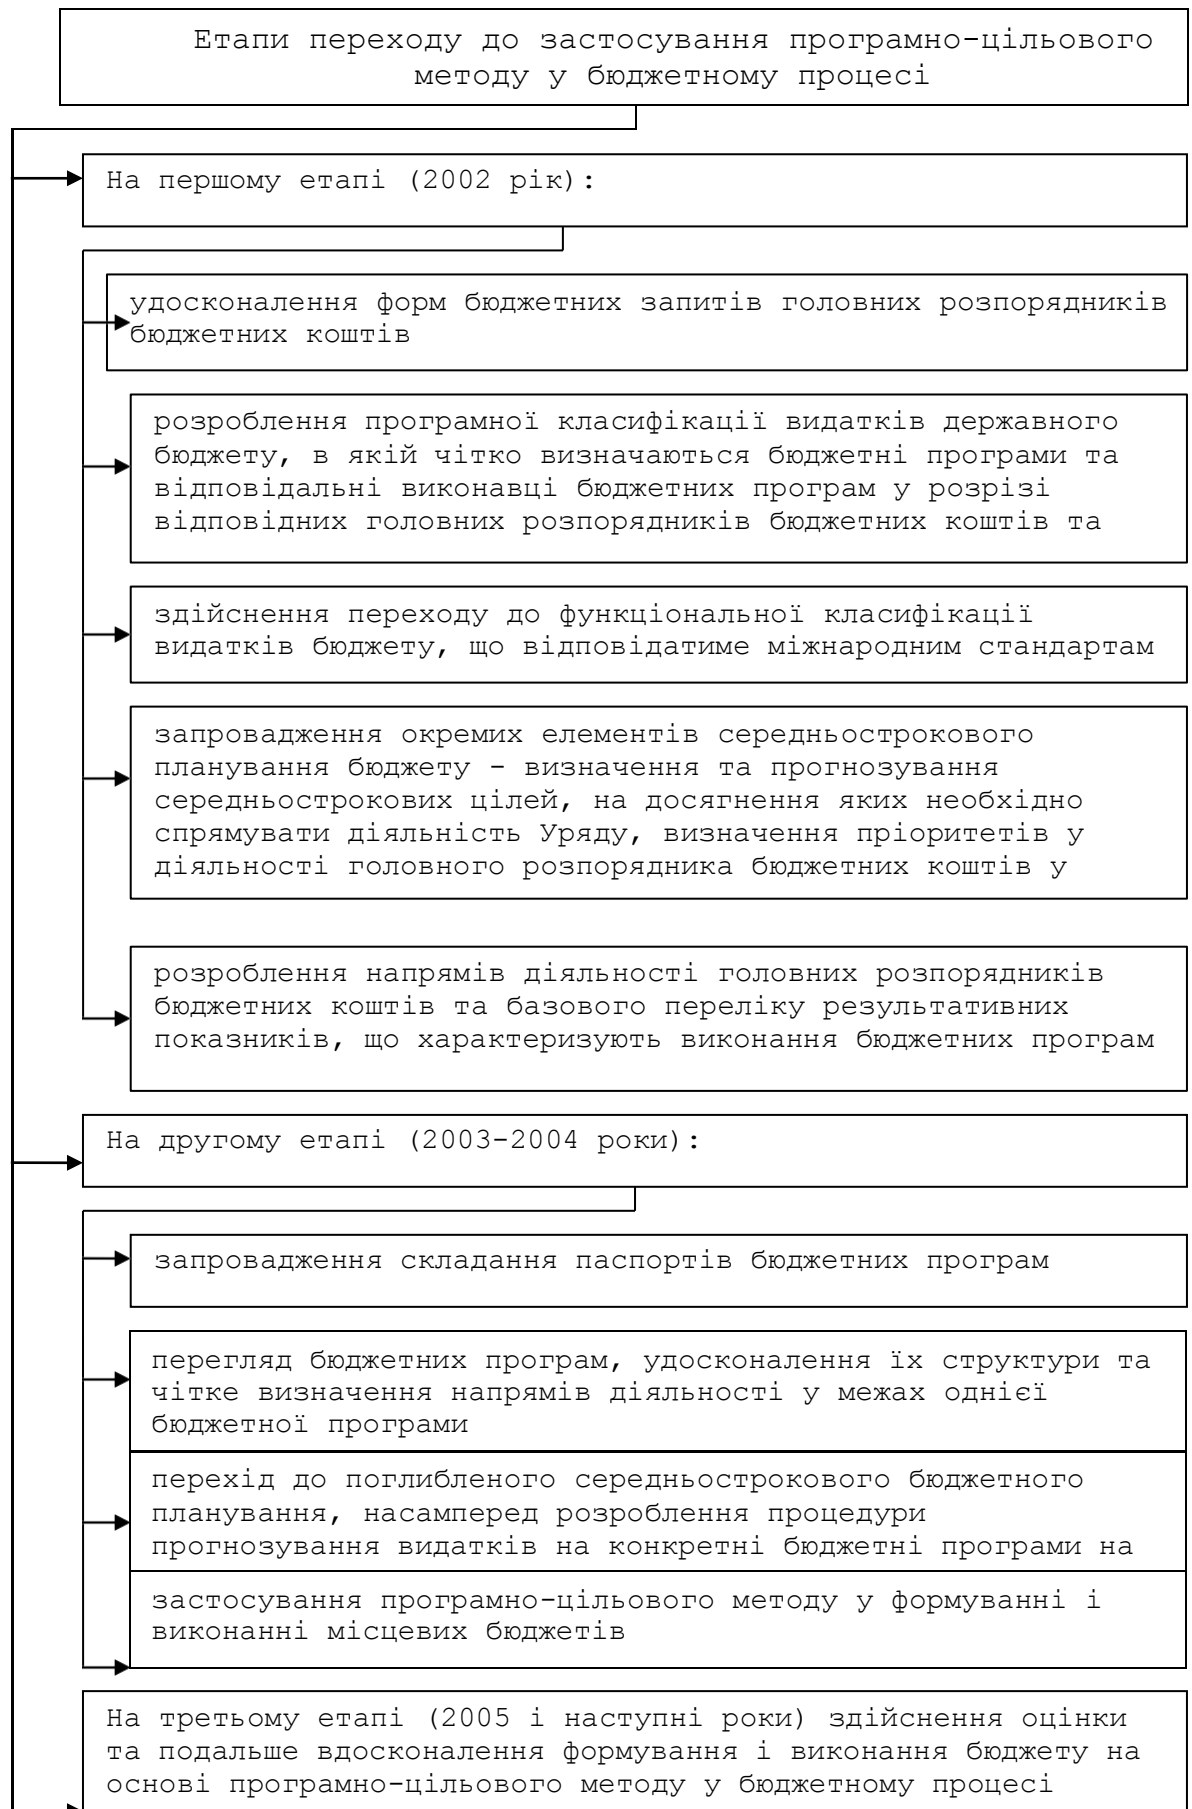 Етапи переходу до застосування програмно-цільового
методу у бюджетному процесі
На першому етапі (2002 рік):
удосконалення форм бюджетних запитів головних розпорядників
бюджетних коштів
розроблення програмної класифікації видатків державного
бюджету, в якій чітко визначаються бюджетні програми та
відповідальні виконавці бюджетних програм у розрізі
відповідних головних розпорядників бюджетних коштів та
здійснення переходу до функціональної класифікації
видатків бюджету, що відповідатиме міжнародним стандартам
запровадження окремих елементів середньострокового
планування бюджету - визначення та прогнозування
середньострокових цілей, на досягнення яких необхідно
спрямувати діяльність Уряду, визначення пріоритетів у
діяльності головного розпорядника бюджетних коштів у
розроблення напрямів діяльності головних розпорядників
бюджетних коштів та базового переліку результативних
показників, що характеризують виконання бюджетних програм
На другому етапі (2003-2004 роки):
запровадження складання паспортів бюджетних програм
перегляд бюджетних програм, удосконалення їх структури та
чітке визначення напрямів діяльності у межах однієї
бюджетної програми
перехід до поглибленого середньострокового бюджетного
планування, насамперед розроблення процедури
прогнозування видатків на конкретні бюджетні програми на
застосування програмно-цільового методу у формуванні і
виконанні місцевих бюджетів
На третьому етапі (2005 і наступні роки) здійснення оцінки
та подальше вдосконалення формування і виконання бюджету на
основі програмно-цільового методу у бюджетному процесі